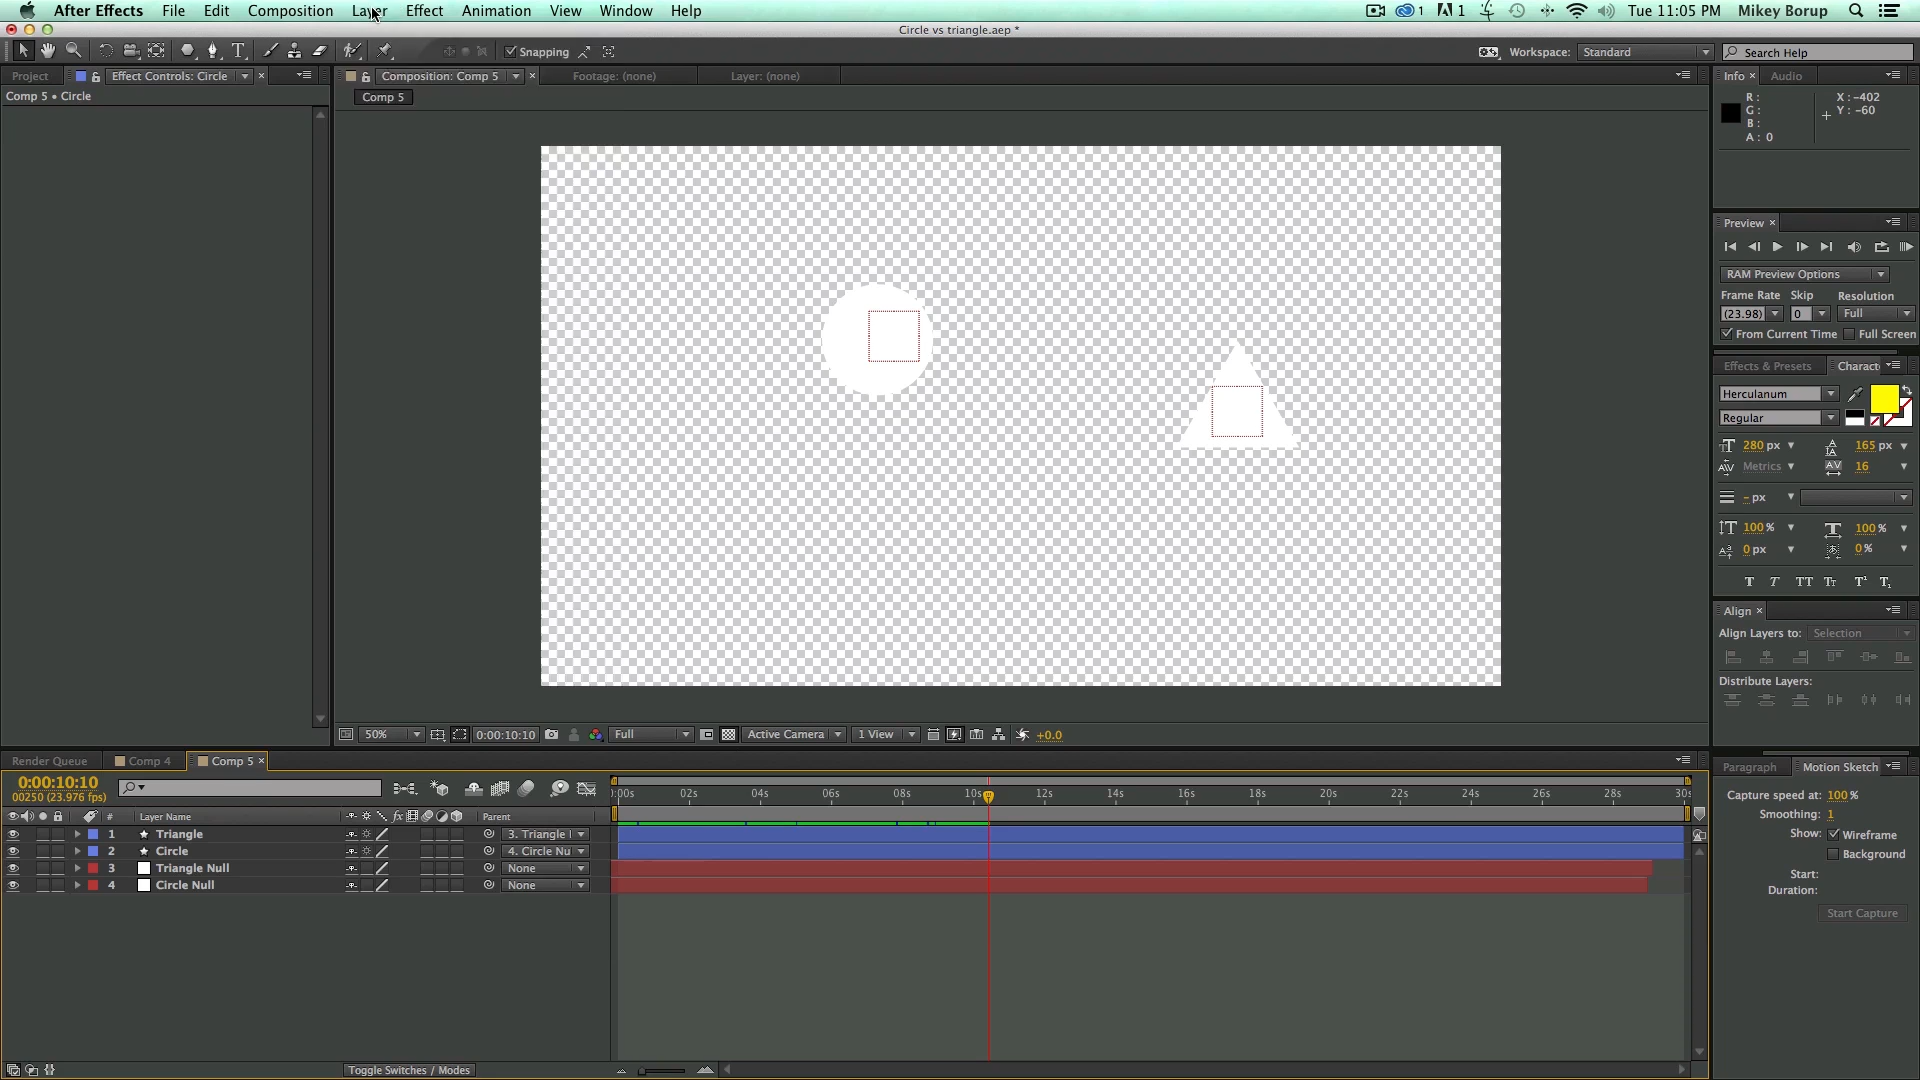 After Effects File Edit Composition Layer Effect Animation View Window Help 1 1 Tue 11:05 PM Mikey Borup
Circle vs triangle.aep *
Snapping Workspace: Standard Search Help
Project Effect Controls: Circle × Composition: Comp 5 × Footage: (none) Layer: (none) Info × Audio
Comp 5 • Circle Comp 5
R : X : -402
G : Y : -60
B :
A : 0
Preview ×
RAM Preview Options
Frame Rate Skip Resolution
(23.98) 0 Full
From Current Time Full Screen
Effects & Presets Charact
Herculanum
Regular
280 px 165 px
Metrics 16
- px
100 % 100 %
0 px 0 %
T T TT Tt T¹ T₁
Align ×
Align Layers to: Selection
Distribute Layers:
50% 0:00:10:10 Full Active Camera 1 View +0.0
Render Queue Comp 4 Comp 5 × Paragraph Motion Sketch
0:00:10:10
00250 (23.976 fps)
:00s 02s 04s 06s 08s 10s 12s 14s 16s 18s 20s 22s 24s 26s 28s 30s
# Layer Name fx Parent
1 Triangle 3. Triangle
2 Circle 4. Circle Nu
3 Triangle Null None
4 Circle Null None
Capture speed at: 100 %
Smoothing: 1
Show: Wireframe
Background
Start:
Duration:
Start Capture
Toggle Switches / Modes